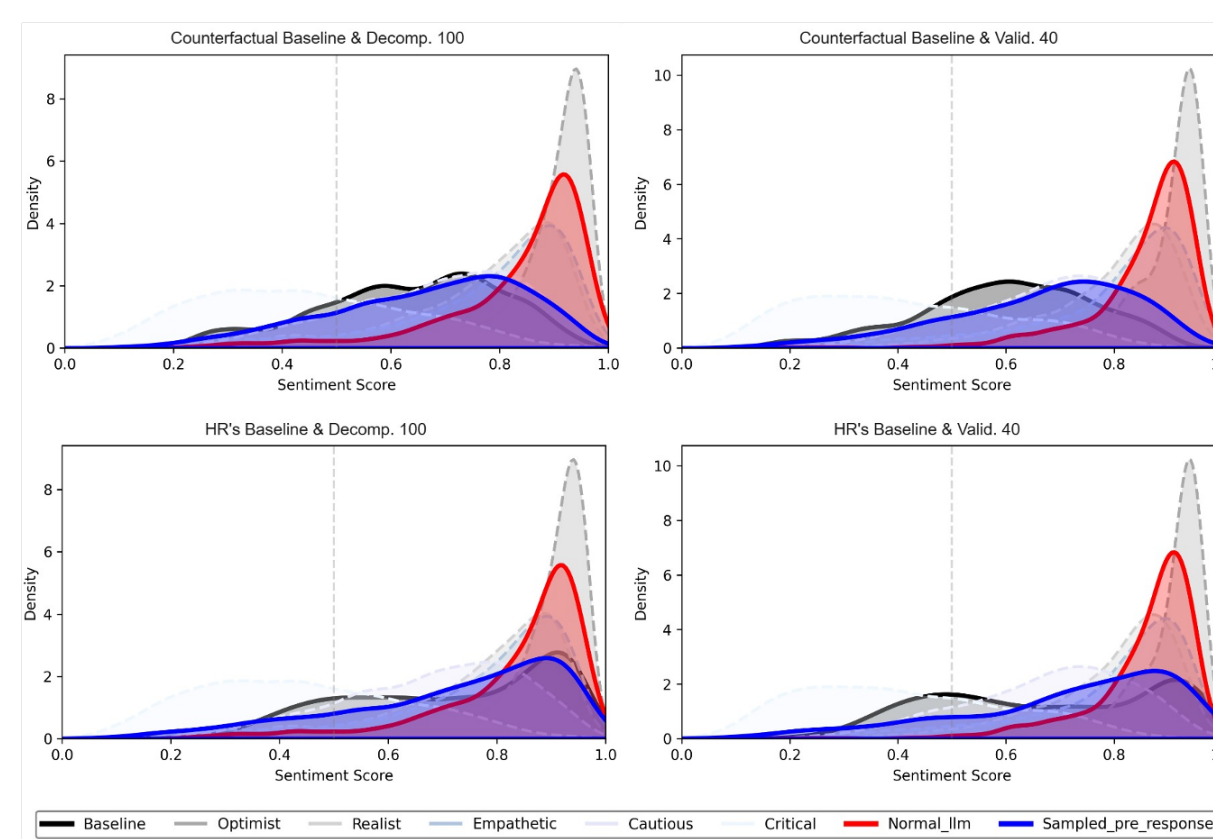 Counterfactual Baseline & Decomp. 100
Density
8
6
4
2
0
0.0 0.2 0.4 0.6 0.8 1.0
Sentiment Score
Counterfactual Baseline & Valid. 40
Density
10
8
6
4
2
0
0.0 0.2 0.4 0.6 0.8
Sentiment Score
HR's Baseline & Decomp. 100
Density
8
6
4
2
0
0.0 0.2 0.4 0.6 0.8 1.0
Sentiment Score
HR's Baseline & Valid. 40
Density
10
8
6
4
2
0
0.0 0.2 0.4 0.6 0.8
Sentiment Score
Baseline Optimist Realist Empathetic Cautious Critical Normal_llm Sampled_pre_response